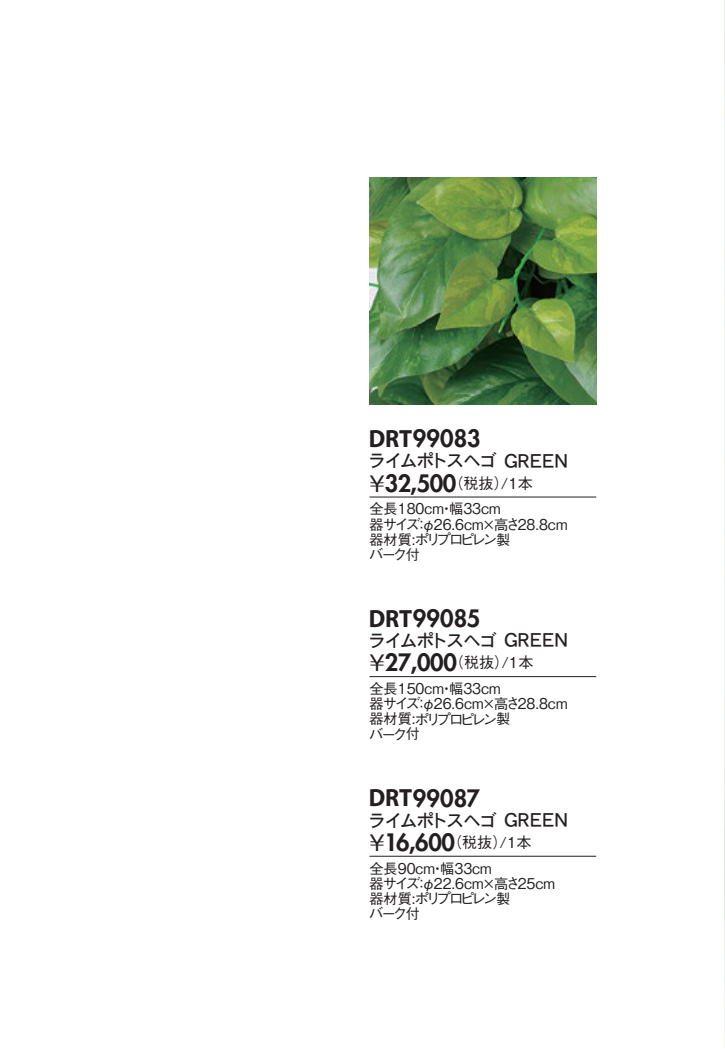 DRT99083
ライムポトスヘゴ GREEN
¥32,500(税抜)/1本
全長180cm・幅33cm
器サイズ:φ26.6cm×高さ28.8cm
器材質:ポリプロピレン製
バーク付
DRT99085
ライムポトスヘゴ GREEN
¥27,000(税抜)/1本
全長150cm・幅33cm
器サイズ:φ26.6cm×高さ28.8cm
器材質:ポリプロピレン製
バーク付
DRT99087
ライムポトスヘゴ GREEN
¥16,600(税抜)/1本
全長90cm・幅33cm
器サイズ:φ22.6cm×高さ25cm
器材質:ポリプロピレン製
バーク付